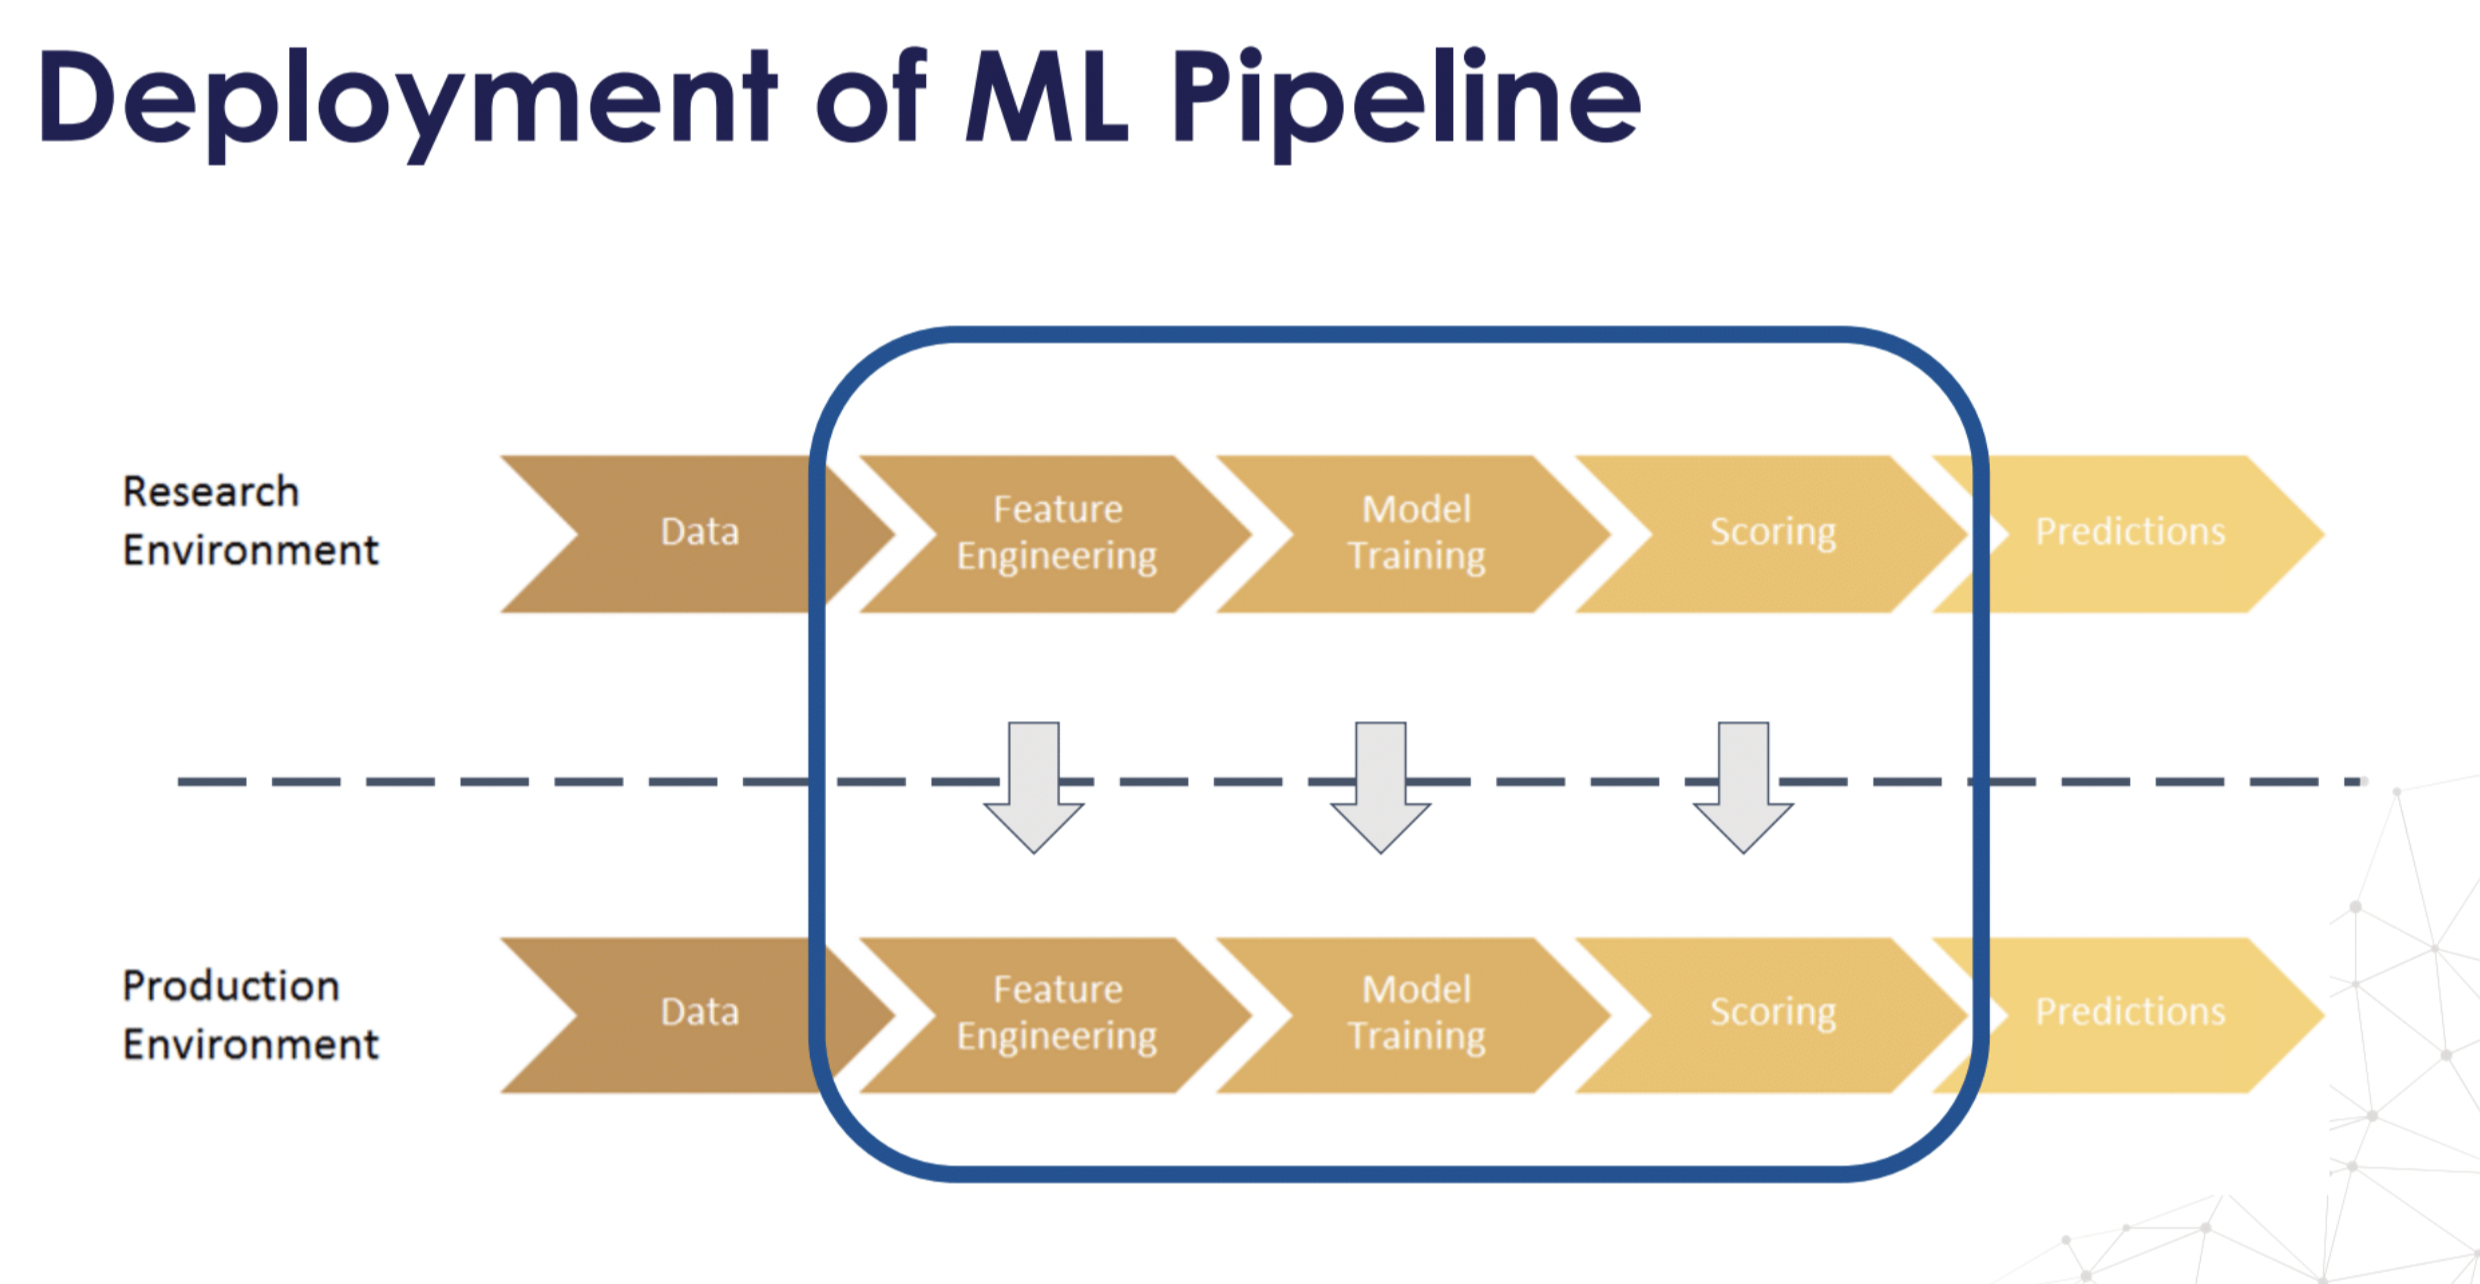 Deployment of ML Pipeline
Research
Environment
Data
Feature
Engineering
Model
Training
Scoring
Predictions
Production
Environment
Data
Feature
Engineering
Model
Training
Scoring
Predictions